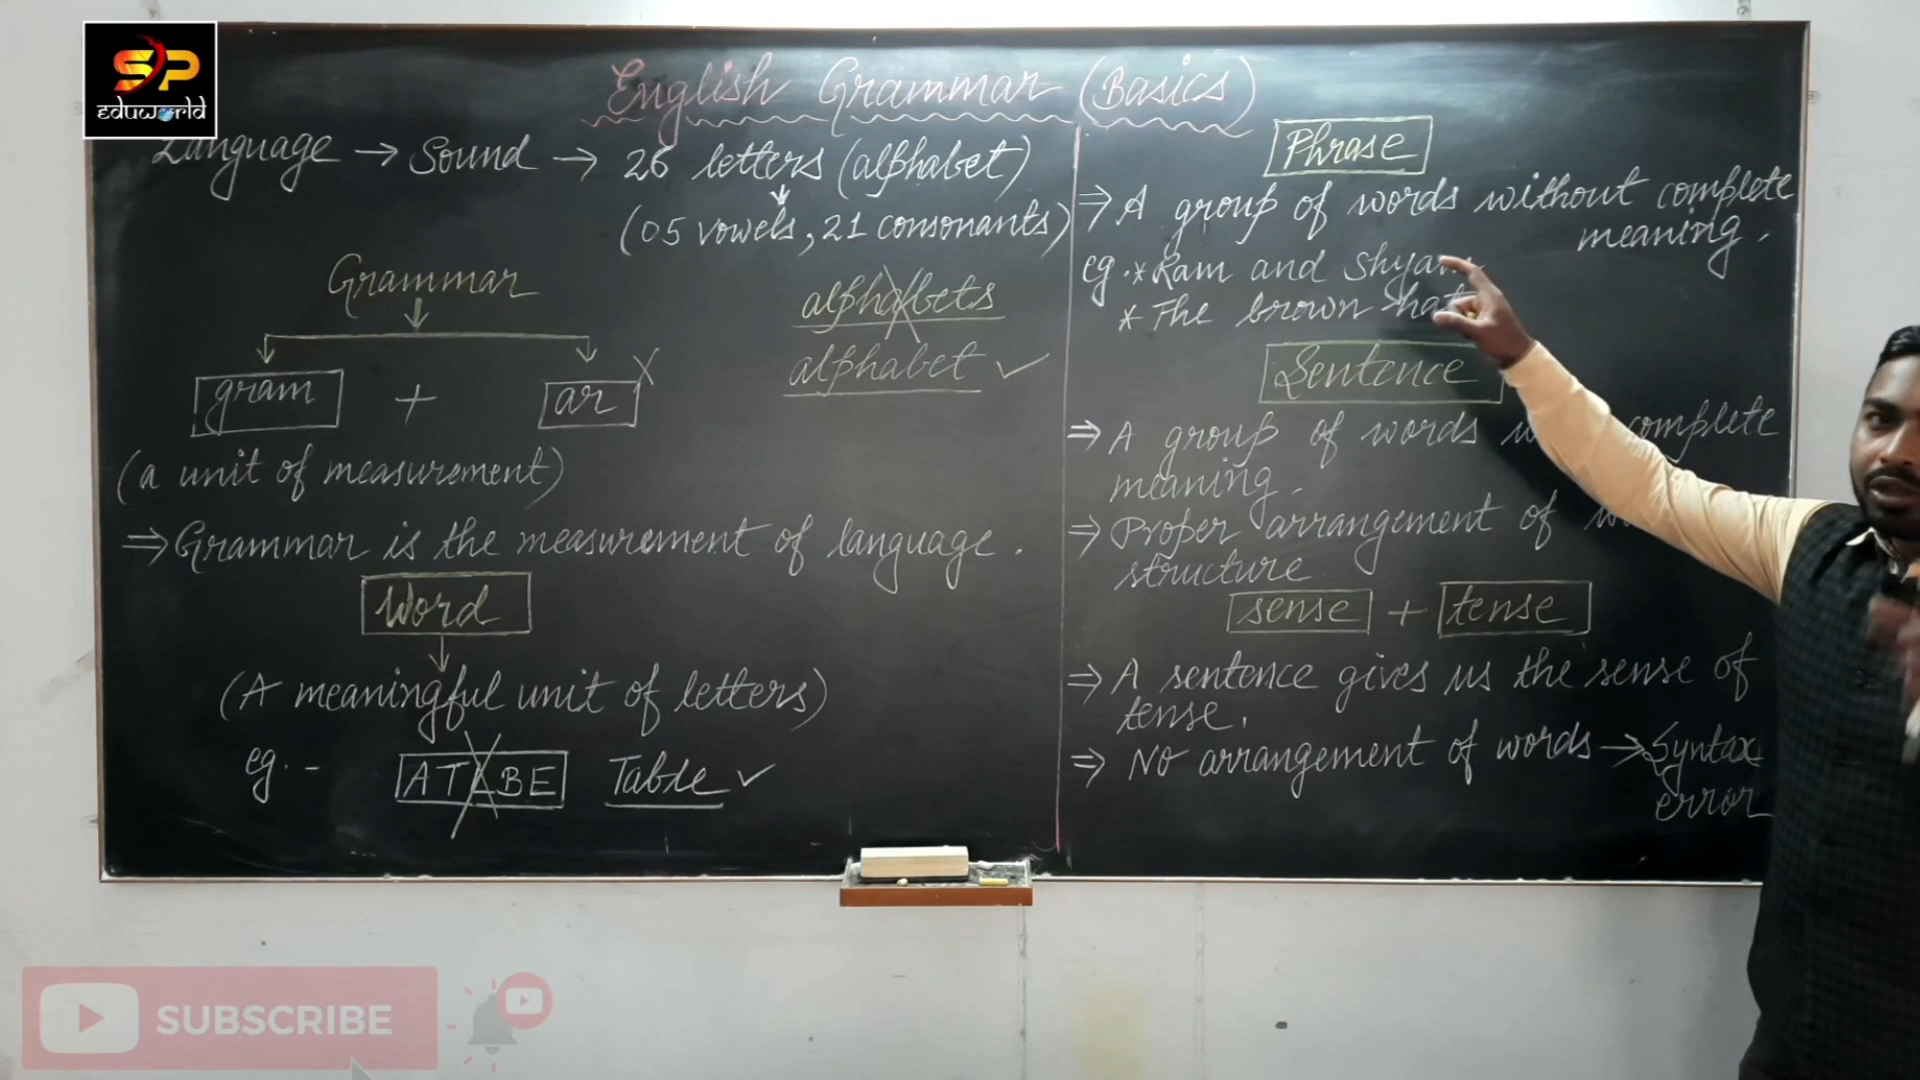 SP
eduworld
English Grammar (Basics)
Language → Sound → 26 letters (alphabet)
(05 vowels, 21 consonants)
Grammar
alphabets
alphabet ✓
gram + ar X
(a unit of measurement)
⇒ Grammar is the measurement of language.
Word
(A meaningful unit of letters)
eg. - ATLBE Table ✓
Phrase
⇒ A group of words without complete
meaning.
eg. * Ram and Shyam
* The brown hat
Sentence
⇒ A group of words complete
meaning.
⇒ Proper arrangement of
structure
sense + tense
⇒ A sentence gives us the sense of
tense.
⇒ No arrangement of words → Syntax
error
SUBSCRIBE